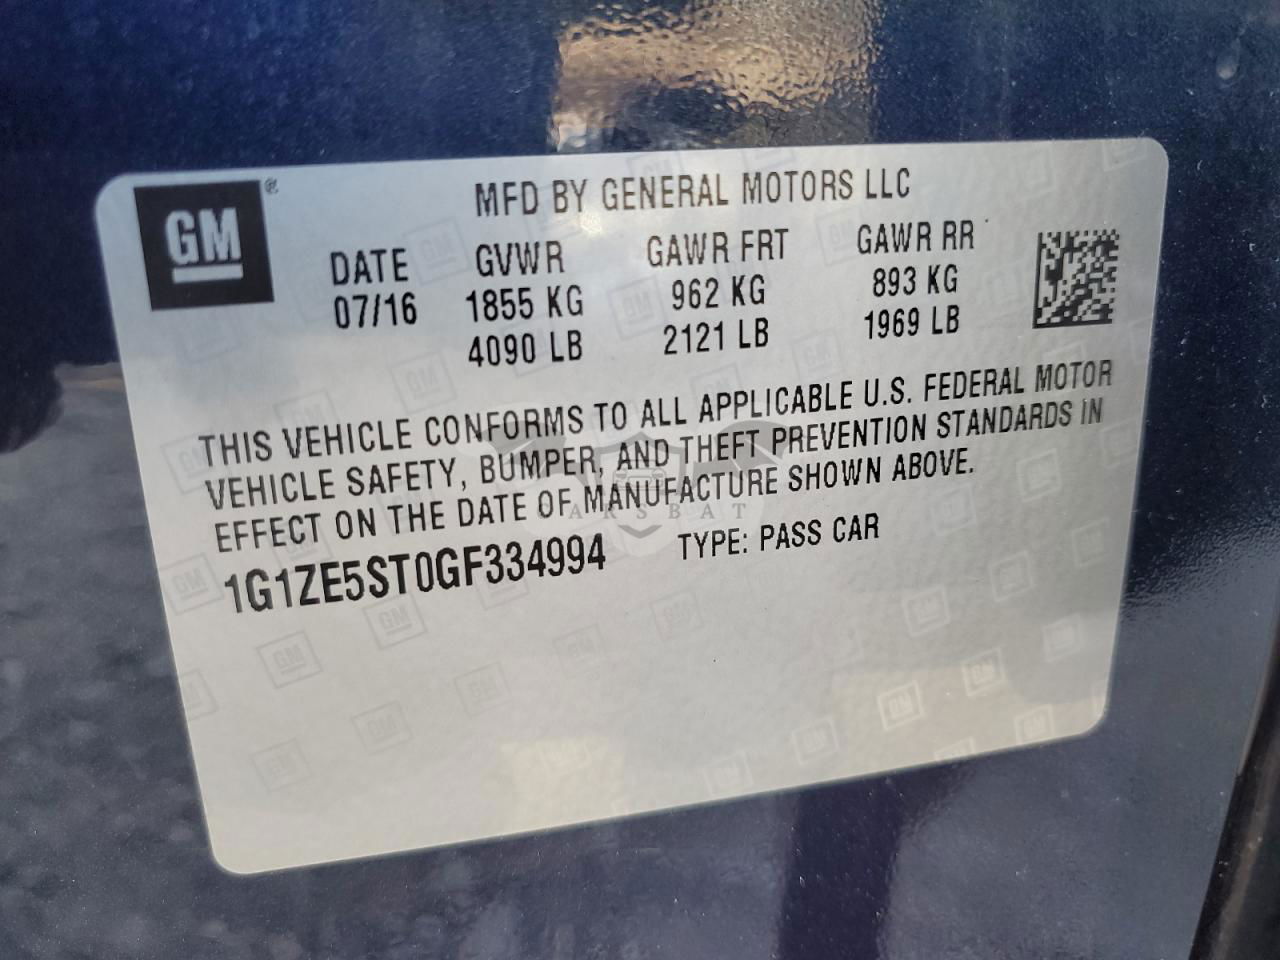 GM ®
MFD BY GENERAL MOTORS LLC
DATE GVWR GAWR FRT GAWR RR
07/16 1855 KG 962 KG 893 KG
4090 LB 2121 LB 1969 LB
THIS VEHICLE CONFORMS TO ALL APPLICABLE U.S. FEDERAL MOTOR
VEHICLE SAFETY, BUMPER, AND THEFT PREVENTION STANDARDS IN
EFFECT ON THE DATE OF MANUFACTURE SHOWN ABOVE.
1G1ZE5ST0GF334994 TYPE: PASS CAR
CARSBAT